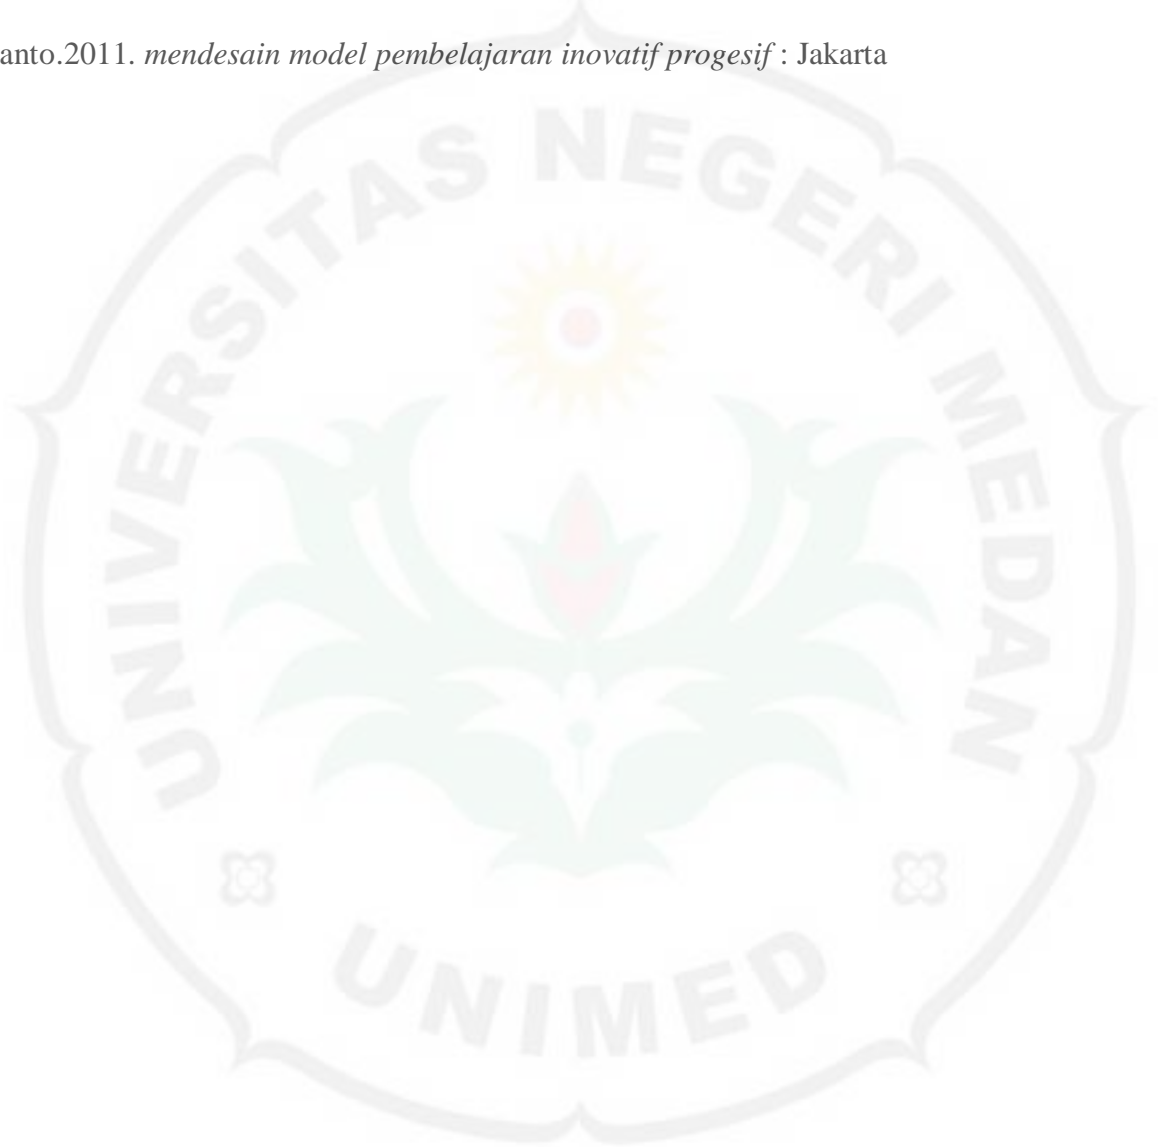 anto.2011. mendesain model pembelajaran inovatif progesif : Jakarta
UNIVERSITAS NEGERI MEDAN
UNIMED